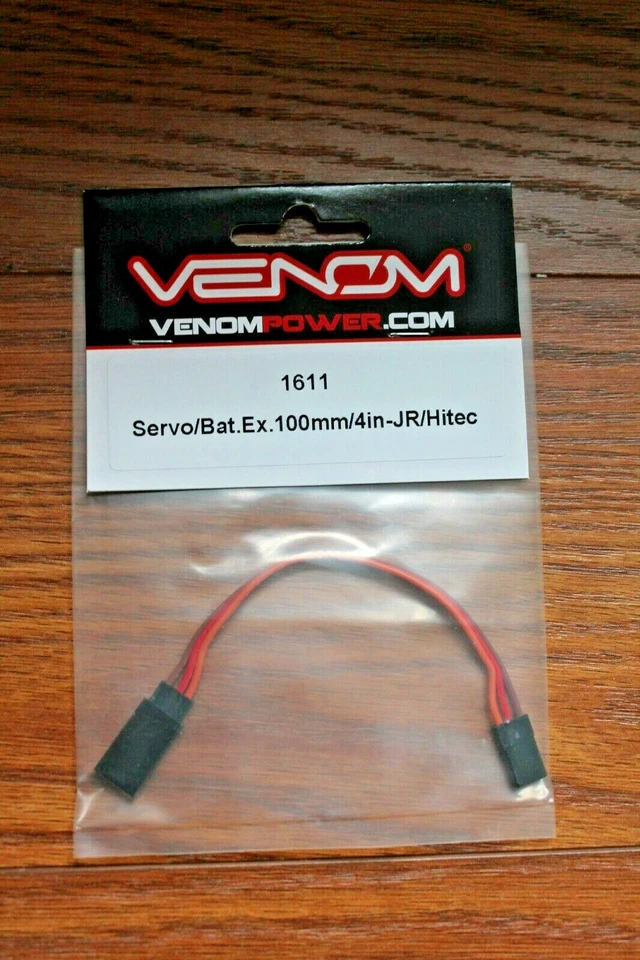 VENOM®
VENOMPOWER.COM
1611
Servo/Bat.Ex.100mm/4in-JR/Hitec